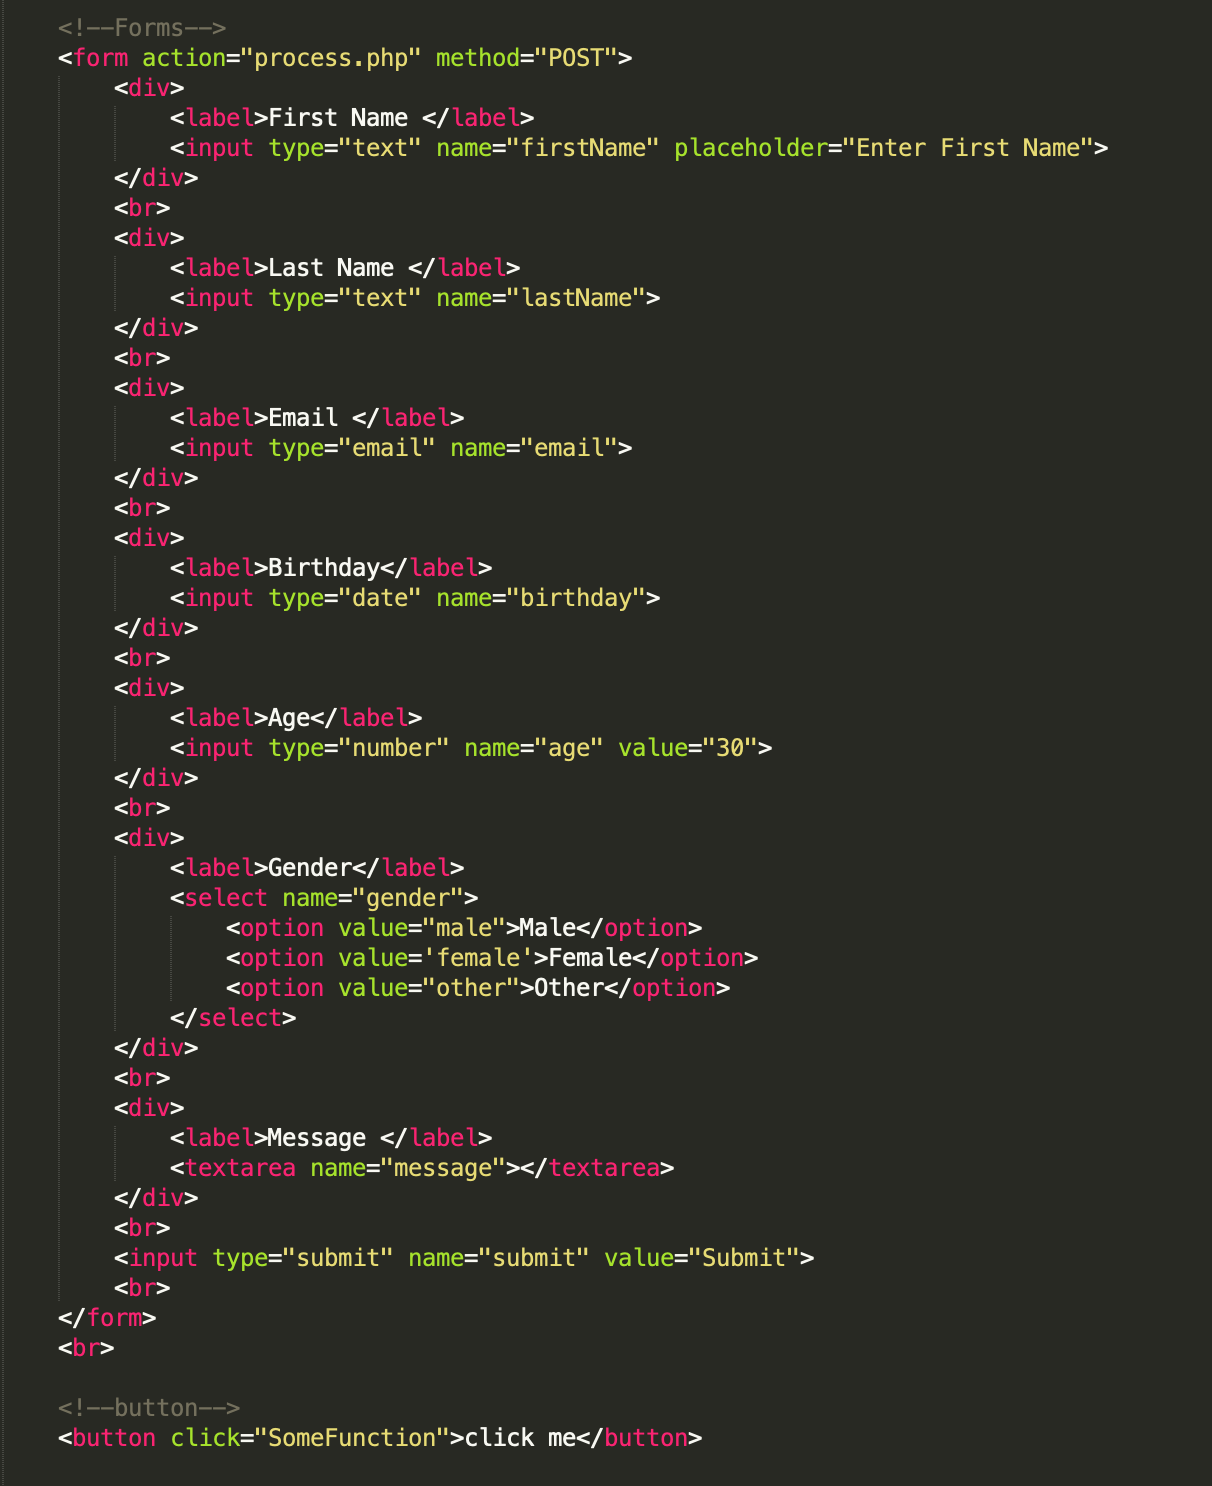 <!--Forms-->
<form action="process.php" method="POST">
    <div>
        <label>First Name </label>
        <input type="text" name="firstName" placeholder="Enter First Name">
    </div>
    <br>
    <div>
        <label>Last Name </label>
        <input type="text" name="lastName">
    </div>
    <br>
    <div>
        <label>Email </label>
        <input type="email" name="email">
    </div>
    <br>
    <div>
        <label>Birthday</label>
        <input type="date" name="birthday">
    </div>
    <br>
    <div>
        <label>Age</label>
        <input type="number" name="age" value="30">
    </div>
    <br>
    <div>
        <label>Gender</label>
        <select name="gender">
            <option value="male">Male</option>
            <option value='female'>Female</option>
            <option value="other">Other</option>
        </select>
    </div>
    <br>
    <div>
        <label>Message </label>
        <textarea name="message"></textarea>
    </div>
    <br>
    <input type="submit" name="submit" value="Submit">
    <br>
</form>
<br>
<!--button-->
<button click="SomeFunction">click me</button>